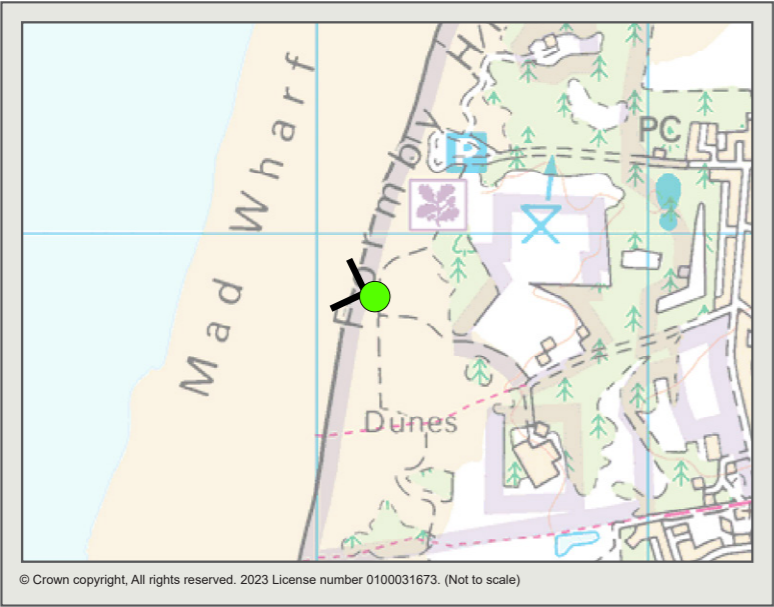 Mad Wharf
Formby Hi
P
PC
Dunes
© Crown copyright, All rights reserved. 2023 License number 0100031673. (Not to scale)